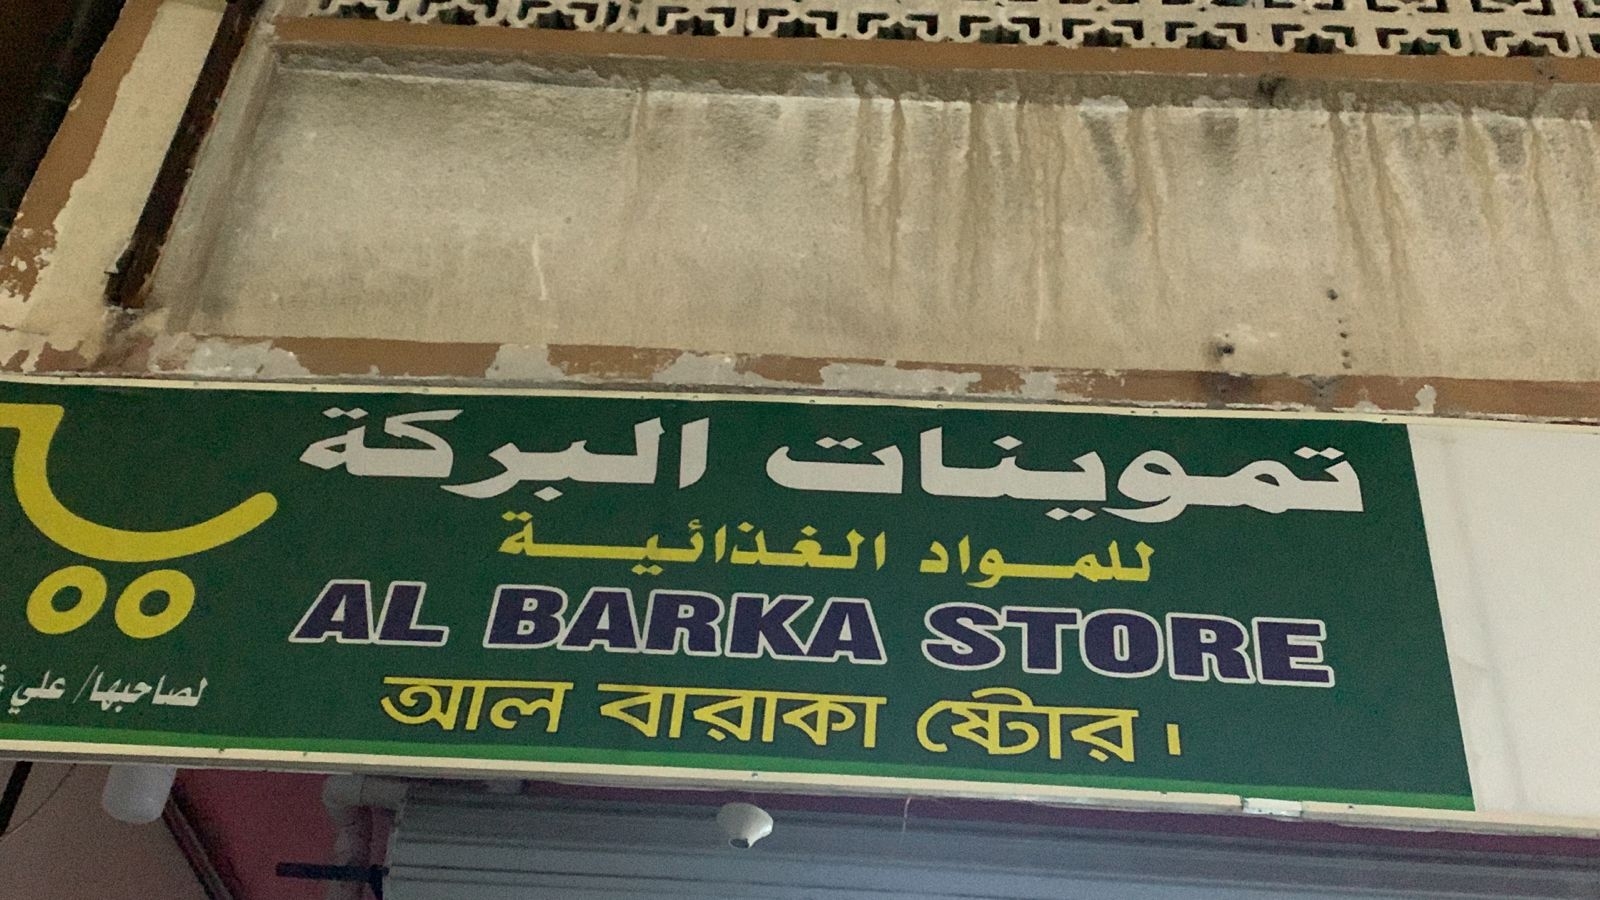 تموينات البركة
للمواد الغذائية
AL BARKA STORE
আল বারাকা ষ্টোর।
لصاحبها/ علي